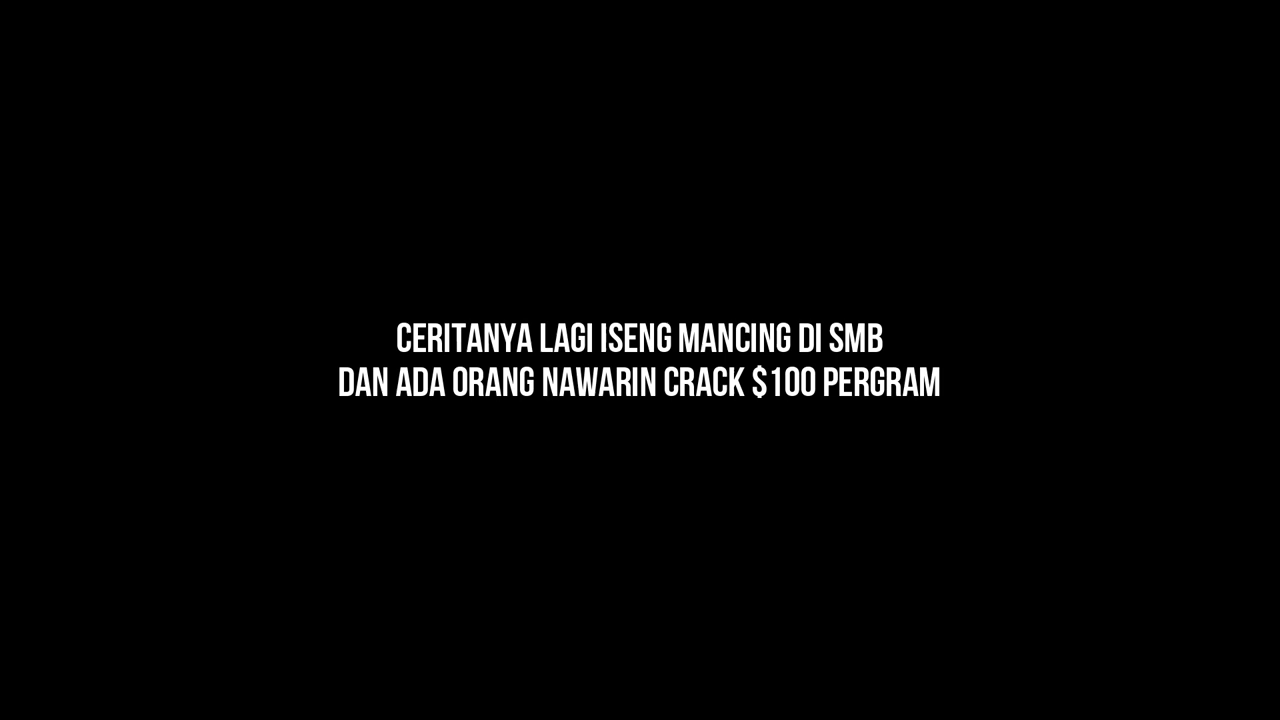 CERITANYA LAGI ISENG MANCING DI SMB
DAN ADA ORANG NAWARIN CRACK $100 PERGRAM